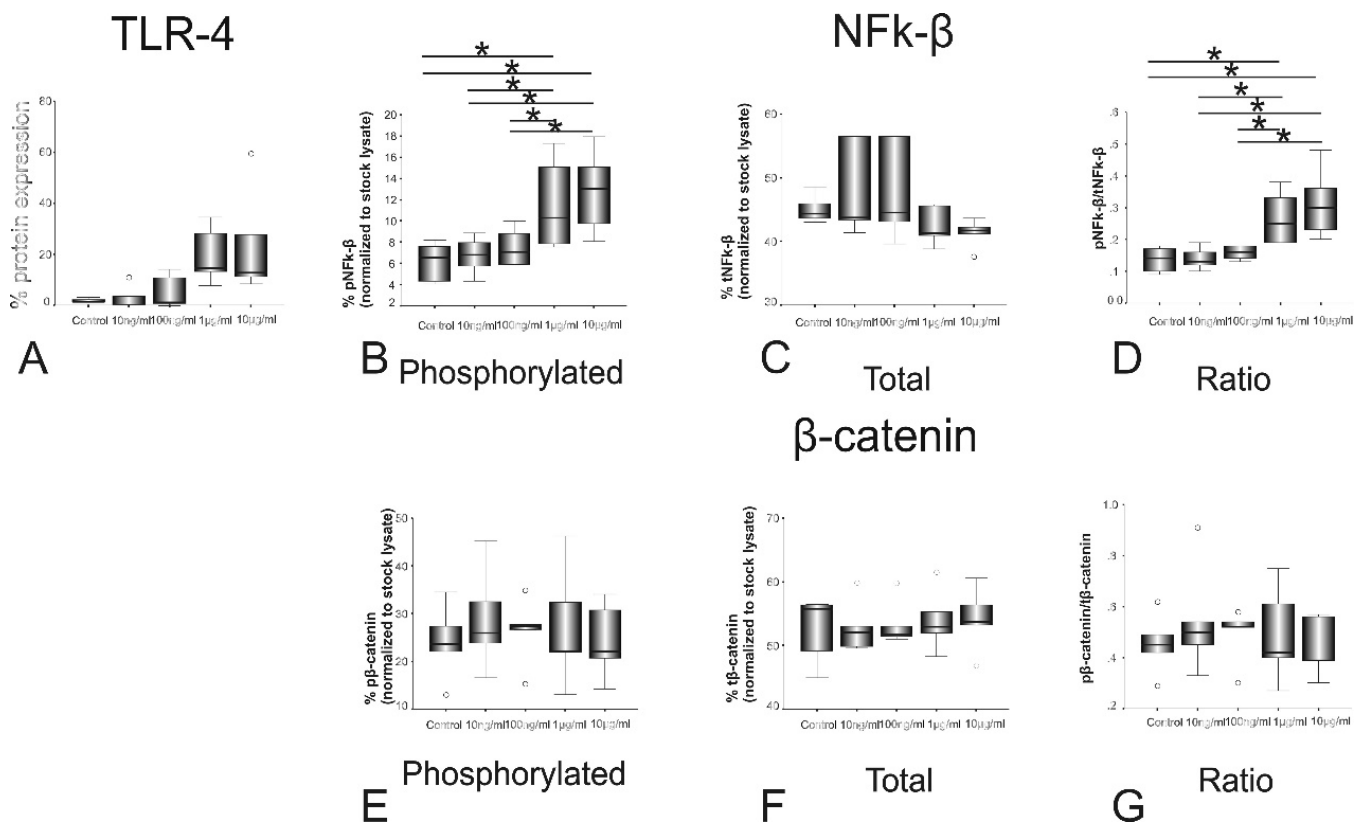 TLR-4
NFk-β
% protein expression
80
60
40
20
0
Control 10ng/ml 100ng/ml 1µg/ml 10µg/ml
A
* * * * * *
% pNFk-β
(normalized to stock lysate)
20
18
16
14
12
10
8
6
4
2
Control 10ng/ml 100ng/ml 1µg/ml 10µg/ml
B
Phosphorylated
% tNFk-β
(normalized to stock lysate)
60
50
40
30
Control 10ng/ml 100ng/ml 1µg/ml 10µg/ml
C
Total
* * * * * *
pNFk-β/tNFk-β
.6
.4
.3
.2
.1
0.0
Control 10ng/ml 100ng/ml 1µg/ml 10µg/ml
D
Ratio
β-catenin
% pβ-catenin
(normalized to stock lysate)
50
40
30
20
10
Control 10ng/ml 100ng/ml 1µg/ml 10µg/ml
E
Phosphorylated
% tβ-catenin
(normalized to stock lysate)
70
60
50
40
Control 10ng/ml 100ng/ml 1µg/ml 10µg/ml
F
Total
pβ-catenin/tβ-catenin
1.0
.8
.6
.4
.2
Control 10ng/ml 100ng/ml 1µg/ml 10µg/ml
G
Ratio